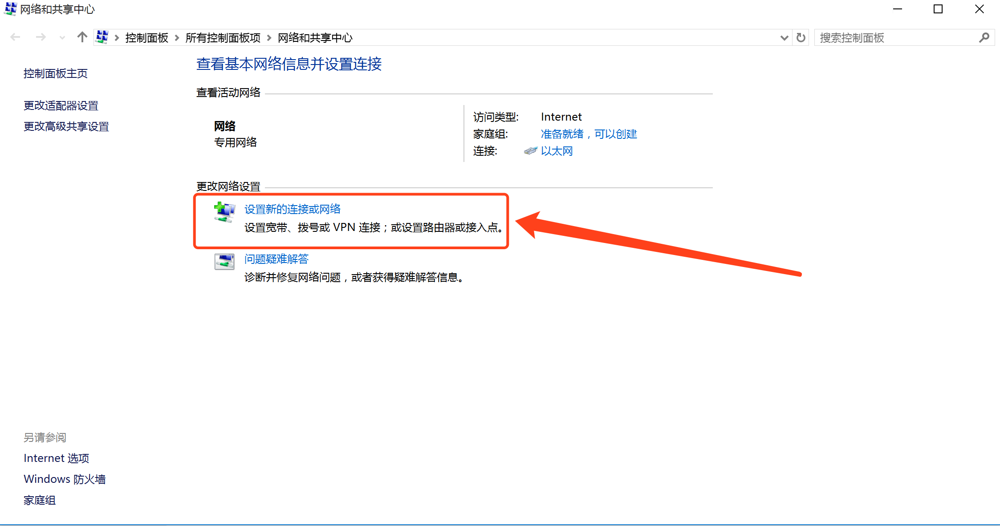 网络和共享中心
控制面板 > 所有控制面板项 > 网络和共享中心
搜索控制面板
控制面板主页
更改适配器设置
更改高级共享设置
查看基本网络信息并设置连接
查看活动网络
网络
专用网络
访问类型: Internet
家庭组: 准备就绪，可以创建
连接: 以太网
更改网络设置
设置新的连接或网络
设置宽带、拨号或 VPN 连接；或设置路由器或接入点。
问题疑难解答
诊断并修复网络问题，或者获得疑难解答信息。
另请参阅
Internet 选项
Windows 防火墙
家庭组